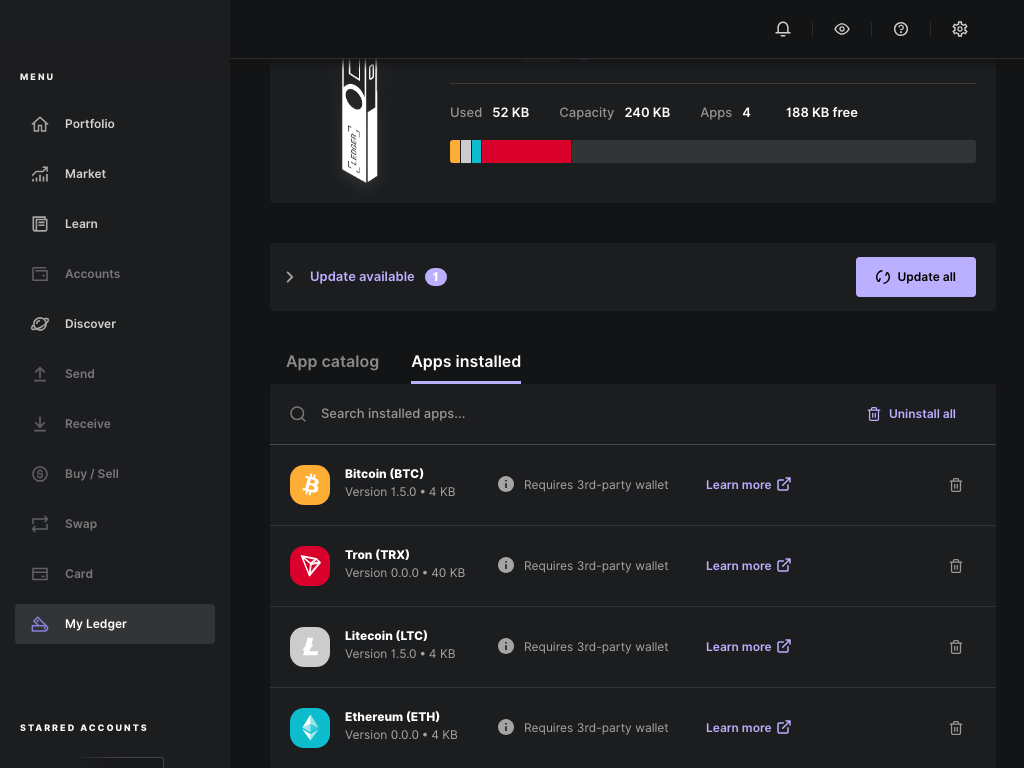 MENU
Portfolio
Market
Learn
Accounts
Discover
Send
Receive
Buy / Sell
Swap
Card
My Ledger
STARRED ACCOUNTS
LEDGER
Used 52 KB Capacity 240 KB Apps 4 188 KB free
Update available 1
Update all
App catalog Apps installed
Search installed apps...
Uninstall all
Bitcoin (BTC)
Version 1.5.0 • 4 KB
Requires 3rd-party wallet
Learn more
Tron (TRX)
Version 0.0.0 • 40 KB
Requires 3rd-party wallet
Learn more
Litecoin (LTC)
Version 1.5.0 • 4 KB
Requires 3rd-party wallet
Learn more
Ethereum (ETH)
Version 0.0.0 • 4 KB
Requires 3rd-party wallet
Learn more